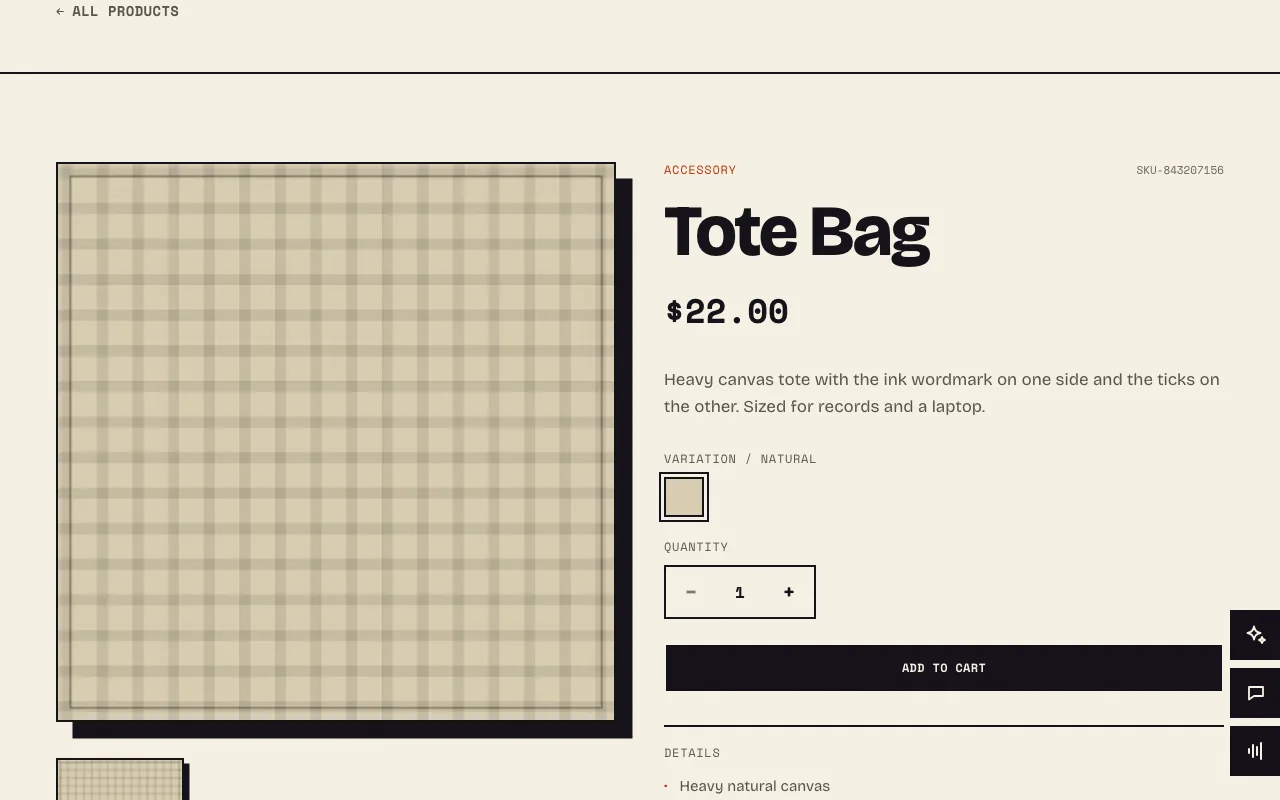 ← ALL PRODUCTS
ACCESSORY
SKU-843207156
Tote Bag
$22.00
Heavy canvas tote with the ink wordmark on one side and the ticks on
the other. Sized for records and a laptop.
VARIATION / NATURAL
QUANTITY
− 1 +
ADD TO CART
DETAILS
• Heavy natural canvas